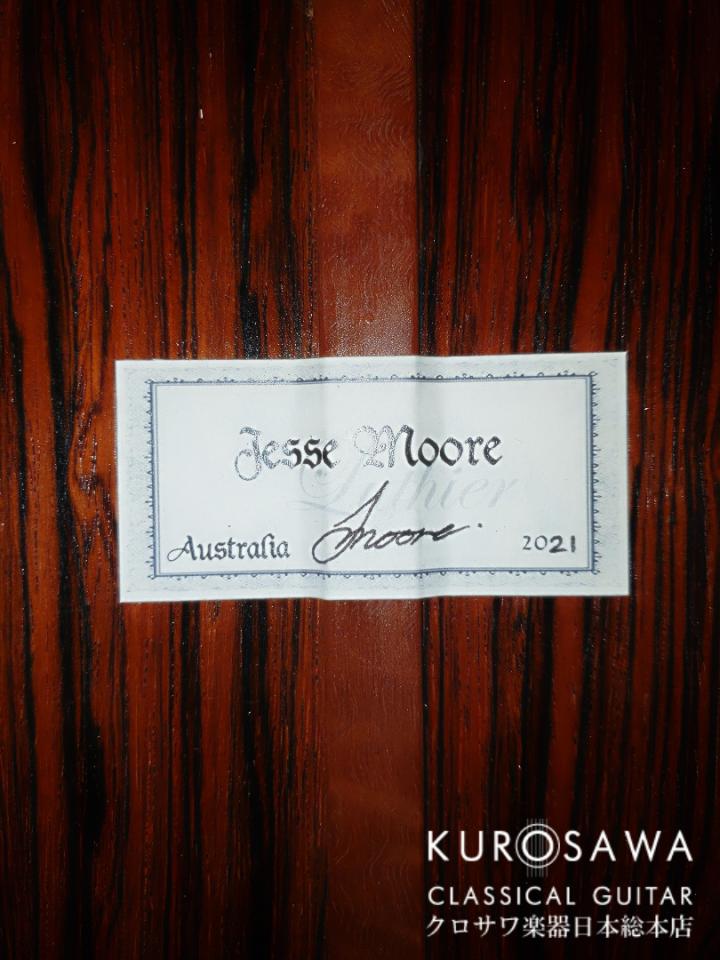 Jesse Moore
Luthier
JMoore.
Australia
2021
KUROSAWA
CLASSICAL GUITAR
クロサワ楽器日本総本店